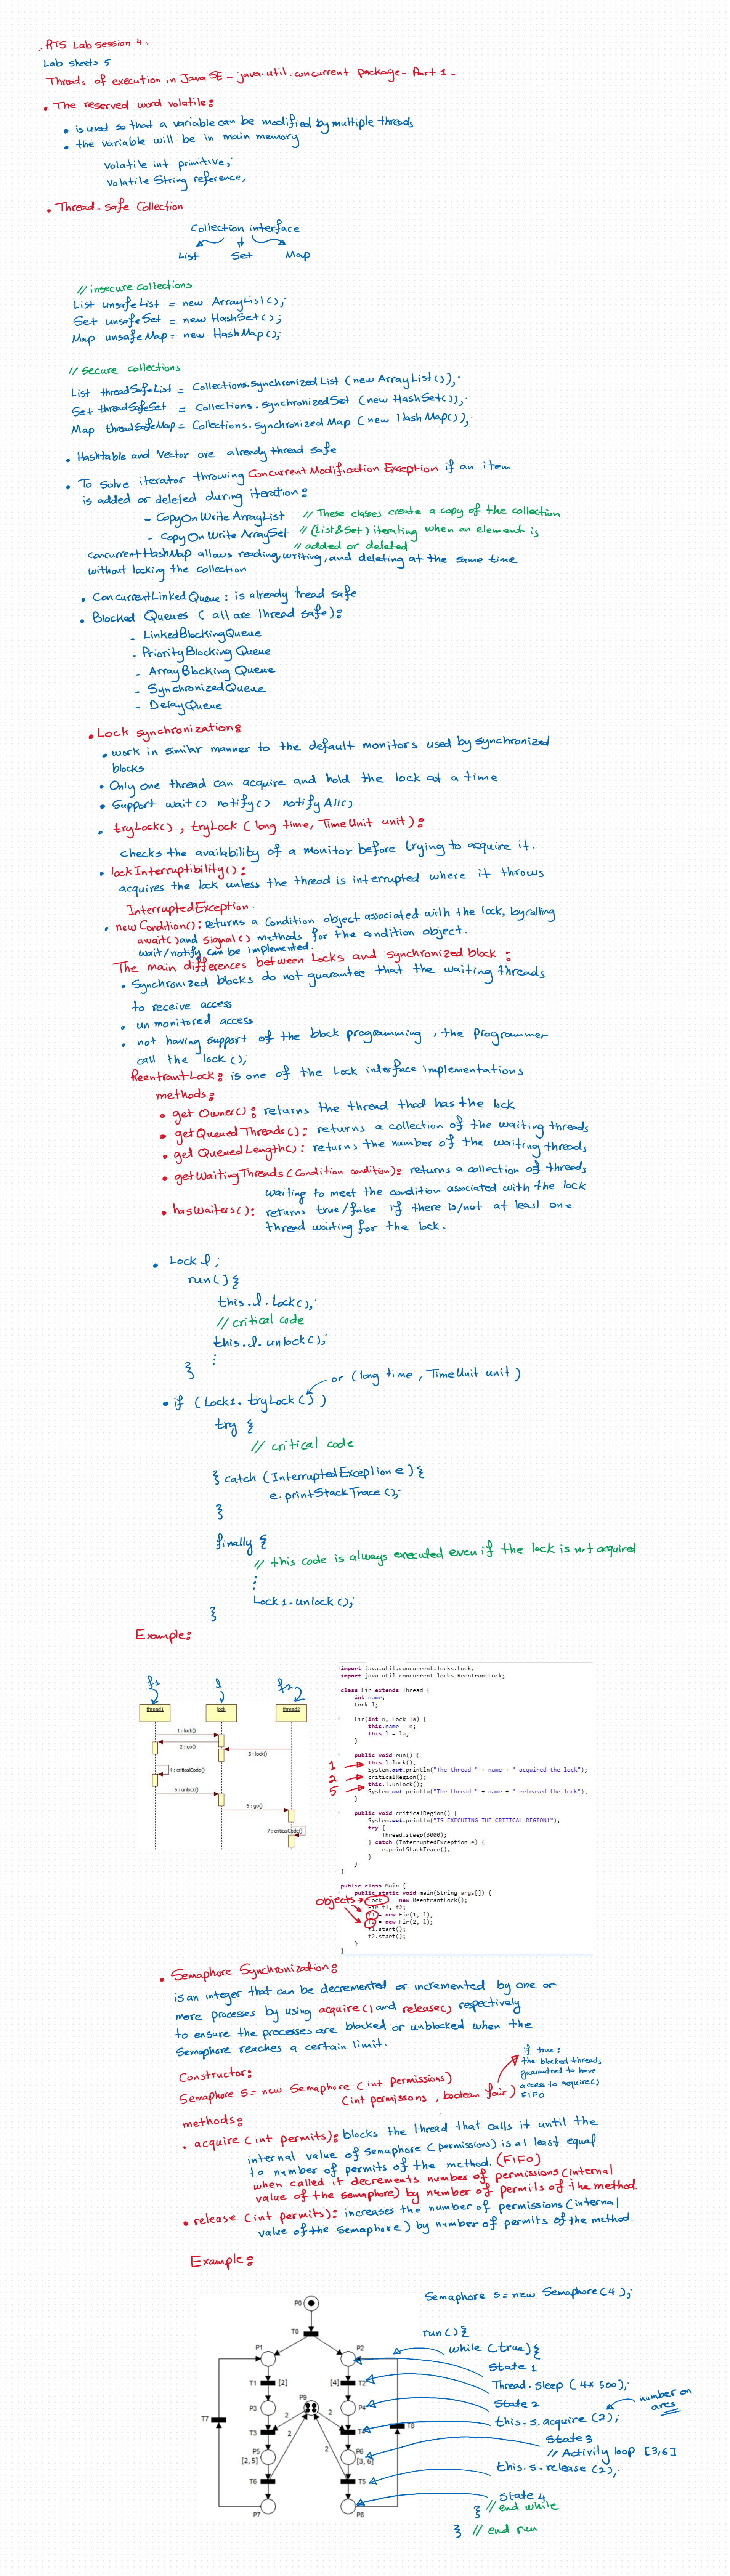 .: RTS Lab session 4 :.
Lab sheets 5
Threads of execution in Java SE - java.util.concurrent package - Part 1 -
• The reserved word volatile:
• is used so that a variable can be modified by multiple threads
• the variable will be in main memory
volatile int primitive;
volatile String reference;
• Thread-safe Collection
Collection interface
List Set Map
// insecure collections
List unsafeList = new ArrayList();
Set unsafeSet = new HashSet();
Map unsafeMap = new HashMap();
// secure collections
List threadSafeList = Collections.synchronizedList (new ArrayList());
Set threadSafeSet = Collections.synchronizedSet (new HashSet());
Map threadSafeMap = Collections.synchronized Map (new HashMap());
• Hashtable and Vector are already thread safe
• To solve iterator throwing Concurrent Modification Exception if an item
is added or deleted during iteration:
- CopyOnWrite ArrayList // These classes create a copy of the collection
- CopyOnWrite ArraySet // (List&Set) iterating when an element is
// added or deleted
concurrentHashMap allows reading, writing, and deleting at the same time
without locking the collection
• ConcurrentLinkedQueue: is already tread safe
• Blocked Queues (all are thread safe):
- LinkedBlockingQueue
- PriorityBlocking Queue
- ArrayBlocking Queue
- SynchronizedQueue
- DelayQueue
• Lock synchronization:
• work in similar manner to the default monitors used by synchronized
blocks
• Only one thread can acquire and hold the lock at a time
• Support wait() notify() notifyAll()
• tryLock(), tryLock (long time, TimeUnit unit):
checks the availability of a monitor before trying to acquire it.
• lockInterruptibility():
acquires the lock unless the thread is interrupted where it throws
InterruptedException.
• newCondition(): returns a Condition object associated with the lock, by calling
await() and signal() methods for the condition object.
wait/notify can be implemented.
The main differences between Locks and synchronized block:
• Synchronized blocks do not guarantee that the waiting threads
to receive access
• un monitored access
• not having support of the block programming, the programmer
call the lock();
ReentrantLock: is one of the Lock interface implementations
methods:
• get Owner(): returns the thread that has the lock
• getQueuedThreads(): returns a collection of the waiting threads
• get QueuedLength(): returns the number of the waiting threads
• getWaitingThreads(Condition condition): returns a collection of threads
waiting to meet the condition associated with the lock
• hasWaiters(): returns true/false if there is/not at least one
thread waiting for the lock.
• Lock l;
run(){
this.l.lock();
// critical code
this.l.unlock();
:
}
or (long time, TimeUnit unit)
• if (Lock1.tryLock())
try {
// critical code
} catch (InterruptedException e){
e.printStackTrace();
}
finally {
// this code is always executed even if the lock is not acquired
:
Lock1.unlock();
}
Example:
f1 l f2
thread1 lock thread2
1 : lock()
2 : go()
3 : lock()
4 : criticalCode()
5 : unlock()
6 : go()
7 : criticalCode()
import java.util.concurrent.locks.Lock;
import java.util.concurrent.locks.ReentrantLock;
class Fir extends Thread {
int name;
Lock l;
Fir(int n, Lock la) {
this.name = n;
this.l = la;
}
public void run() {
1 this.l.lock();
System.out.println("The thread " + name + " acquired the lock");
2 criticalRegion();
5 this.l.unlock();
System.out.println("The thread " + name + " released the lock");
}
public void criticalRegion() {
System.out.println("IS EXECUTING THE CRITICAL REGION!");
try {
Thread.sleep(3000);
} catch (InterruptedException e) {
e.printStackTrace();
}
}
}
public class Main {
public static void main(String args[]) {
objects Lock = new ReentrantLock();
Fir f1, f2;
f1 = new Fir(1, l);
f2 = new Fir(2, l);
f1.start();
f2.start();
}
}
• Semaphore Synchronization:
is an integer that can be decremented or incremented by one or
more processes by using acquire() and release() respectively
to ensure the processes are blocked or unblocked when the
Semaphore reaches a certain limit.
if true:
the blocked threads
guaranteed to have
access to acquire()
FIFO
Constructor:
Semaphore S = new Semaphore (int permissions)
(int permissons, boolean fair)
methods:
• acquire (int permits): blocks the thread that calls it until the
internal value of semaphore (permissions) is at least equal
to number of permits of the method. (FIFO)
when called it decrements number of permissions (internal
value of the semaphore) by number of permits of the method.
• release (int permits): increases the number of permissions (internal
value of the semaphore) by number of permits of the method.
Example:
Semaphore s = new Semaphore(4);
P0
T0
P1 P2
T1 [2] [4] T2
P3 P9 P4
2 2
T3 T4
2 2
P5 P6
[2, 5] [3, 6]
T6 T5
P7 P8
T7 T8
run(){
while (true){
State 1
Thread.sleep (4* 500);
State 2
number on
arcs
this.s.acquire (2);
State 3
// Activity loop [3,6]
this.s.release (2);
State 4
} // end while
} // end run